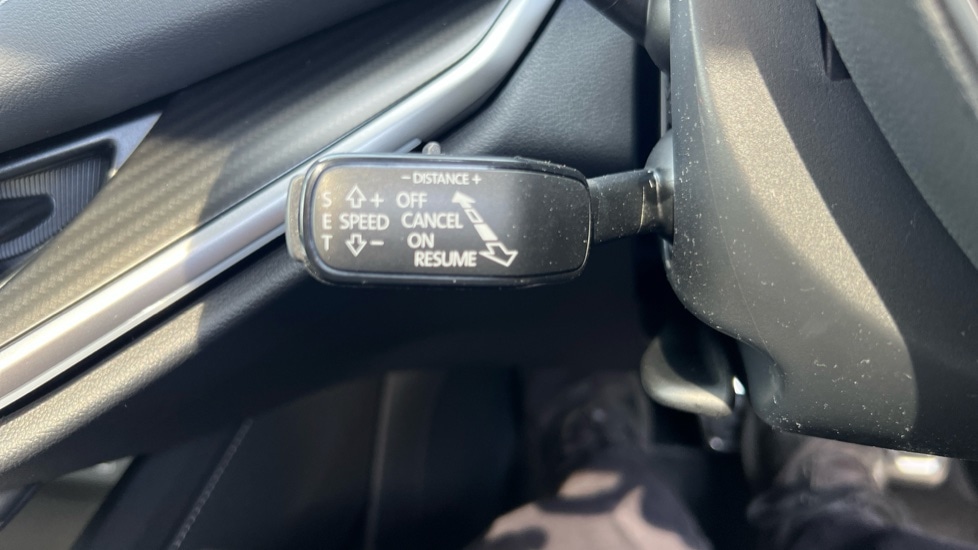 - DISTANCE +
S + OFF
E SPEED CANCEL
T - ON
RESUME